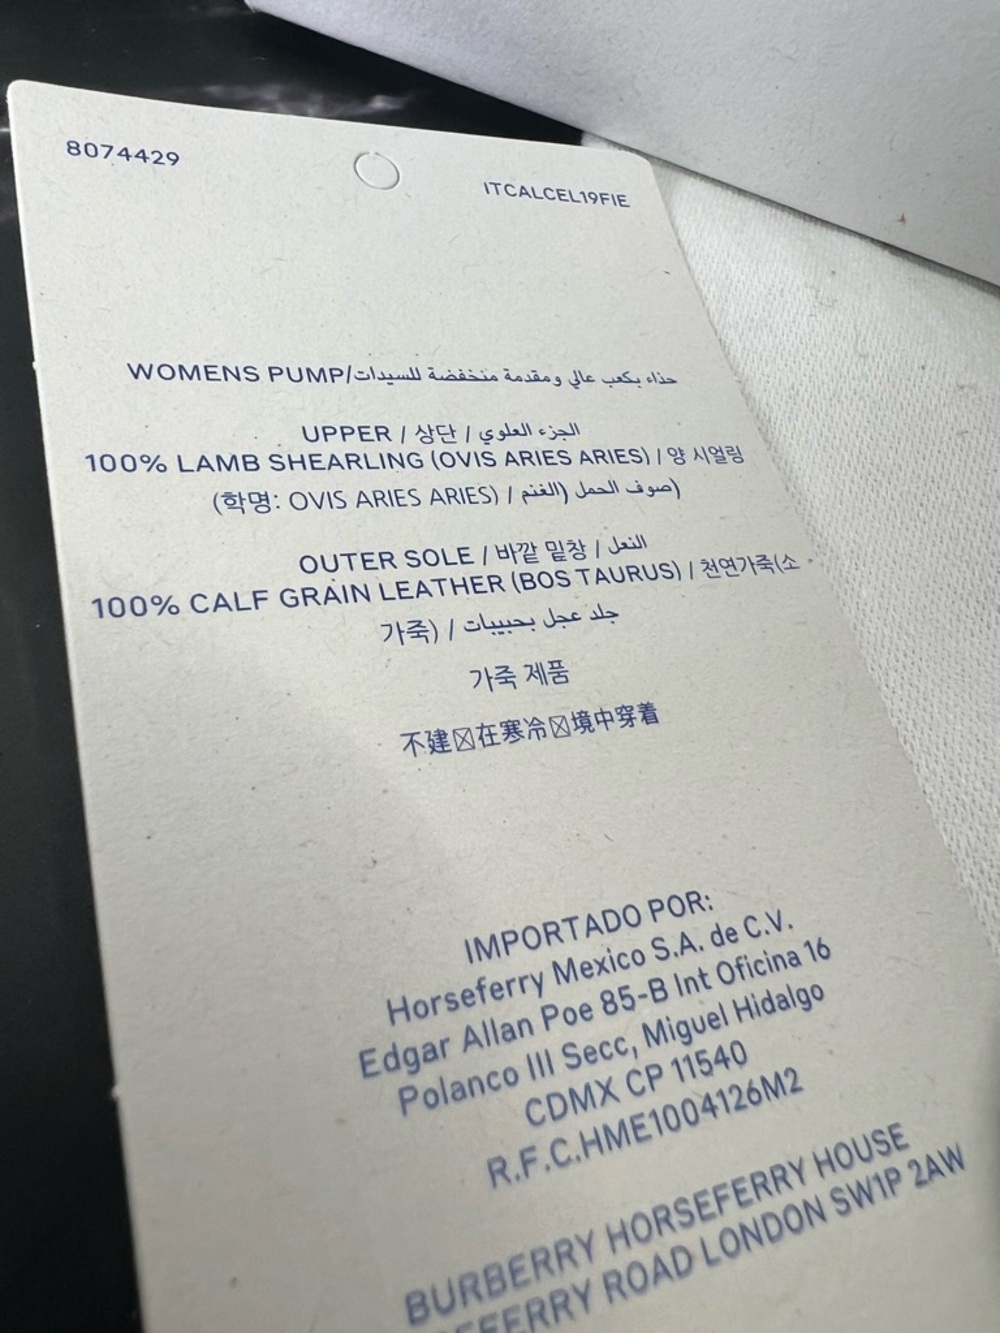 8074429
ITCALCEL19FIE
WOMENS PUMP/حذاء بكعب عالي ومقدمة منخفضة للسيدات
UPPER / 상단 / الجزء العلوي
100% LAMB SHEARLING (OVIS ARIES ARIES) / 양 시얼링
(학명: OVIS ARIES ARIES) / صوف الحمل (الغنم)
OUTER SOLE / 바깥 밑창 / النعل
100% CALF GRAIN LEATHER (BOS TAURUS) / 천연가죽(소
가죽) / جلد عجل بحبيبات
가죽 제품
不建☒在寒冷☒境中穿着
IMPORTADO POR:
Horseferry Mexico S.A. de C.V.
Edgar Allan Poe 85-B Int Oficina 16
Polanco III Secc, Miguel Hidalgo
CDMX CP 11540
R.F.C.HME1004126M2
BURBERRY HORSEFERRY HOUSE
ROAD LONDON SW1P 2AW